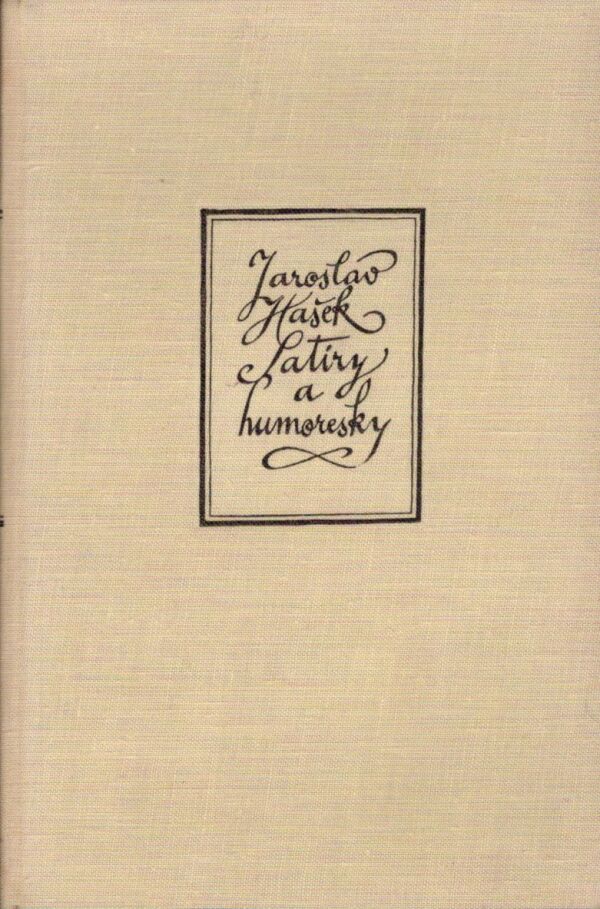 Jaroslav
Hašek
Satiry
a
humoresky